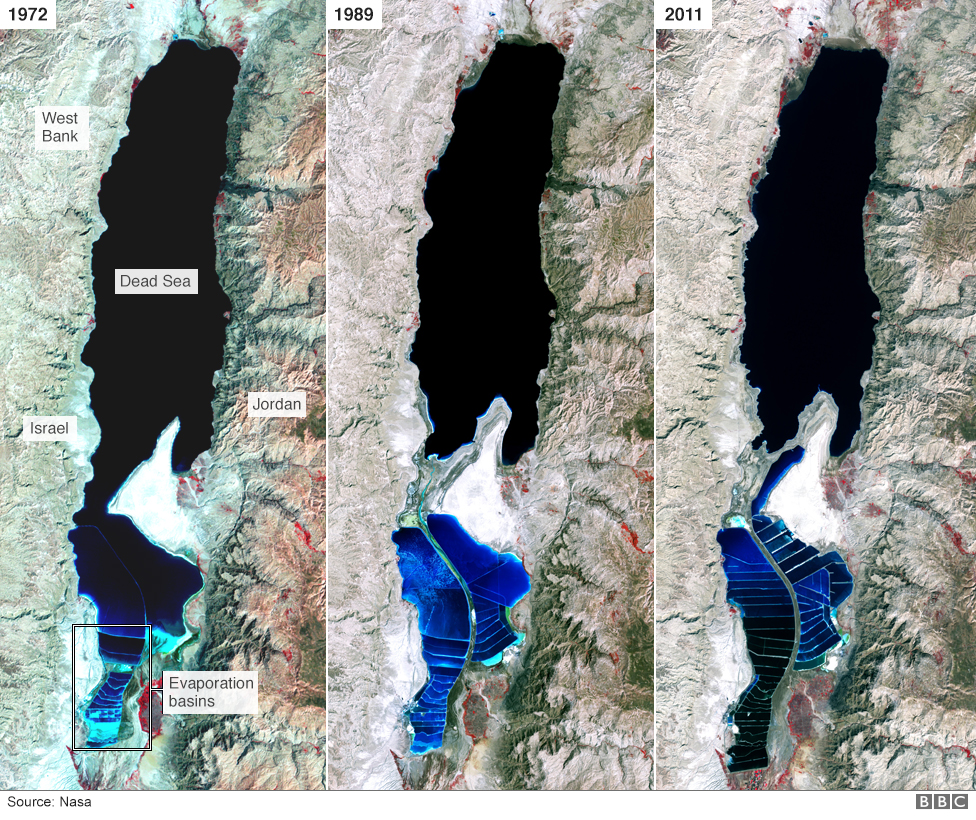 1972
1989
2011
West
Bank
Dead Sea
Jordan
Israel
Evaporation
basins
Source: Nasa
BBC